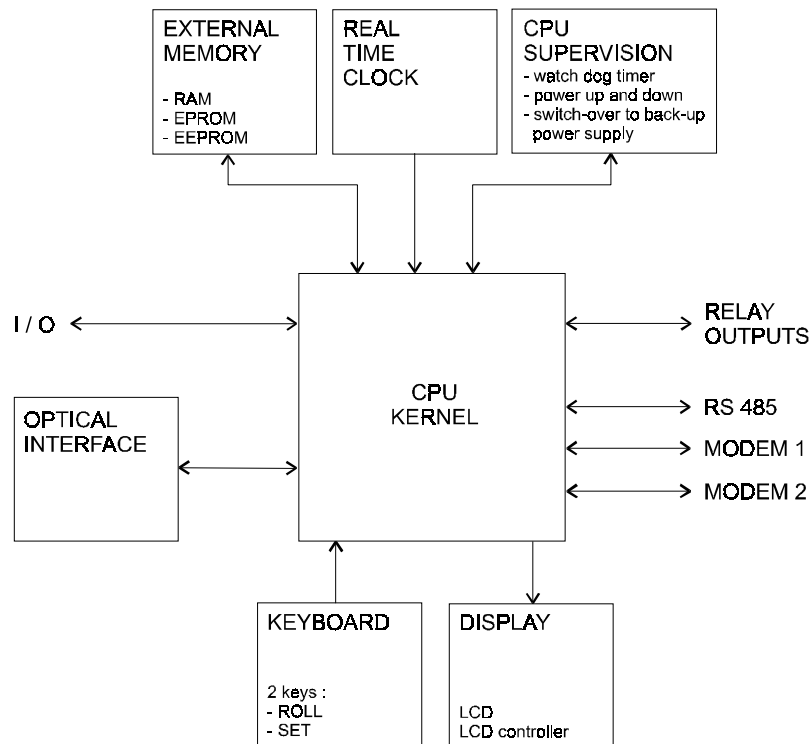 EXTERNAL
MEMORY
- RAM
- EPROM
- EEPROM
REAL
TIME
CLOCK
CPU
SUPERVISION
- watch dog timer
- power up and down
- switch-over to back-up
power supply
I / O
OPTICAL
INTERFACE
CPU
KERNEL
RELAY
OUTPUTS
RS 485
MODEM 1
MODEM 2
KEYBOARD
2 keys :
- ROLL
- SET
DISPLAY
LCD
LCD controller